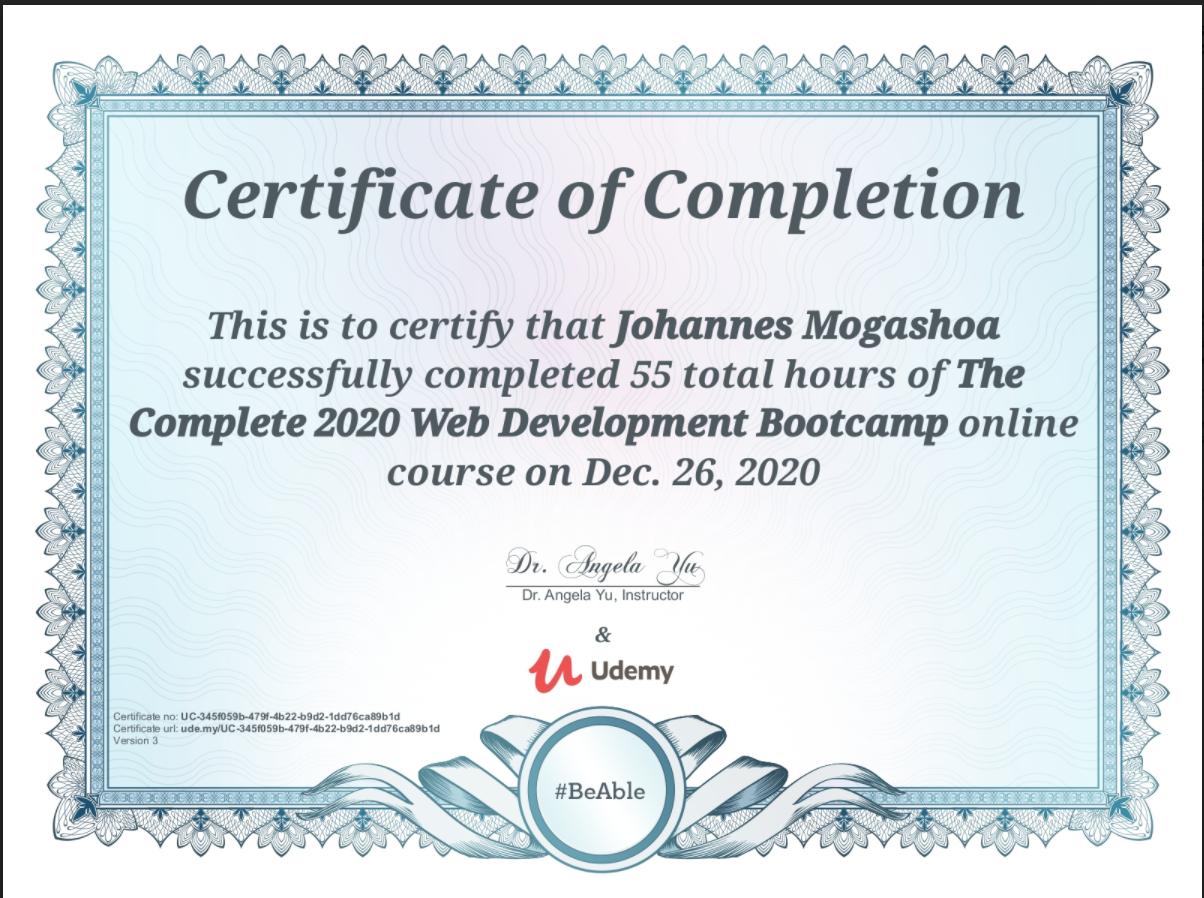 Certificate of Completion
This is to certify that Johannes Mogashoa
successfully completed 55 total hours of The
Complete 2020 Web Development Bootcamp online
course on Dec. 26, 2020
Dr. Angela Yu
Dr. Angela Yu, Instructor
&
Udemy
Certificate no: UC-345f059b-479f-4b22-b9d2-1dd76ca89b1d
Certificate url: ude.my/UC-345f059b-479f-4b22-b9d2-1dd76ca89b1d
Version 3
#BeAble